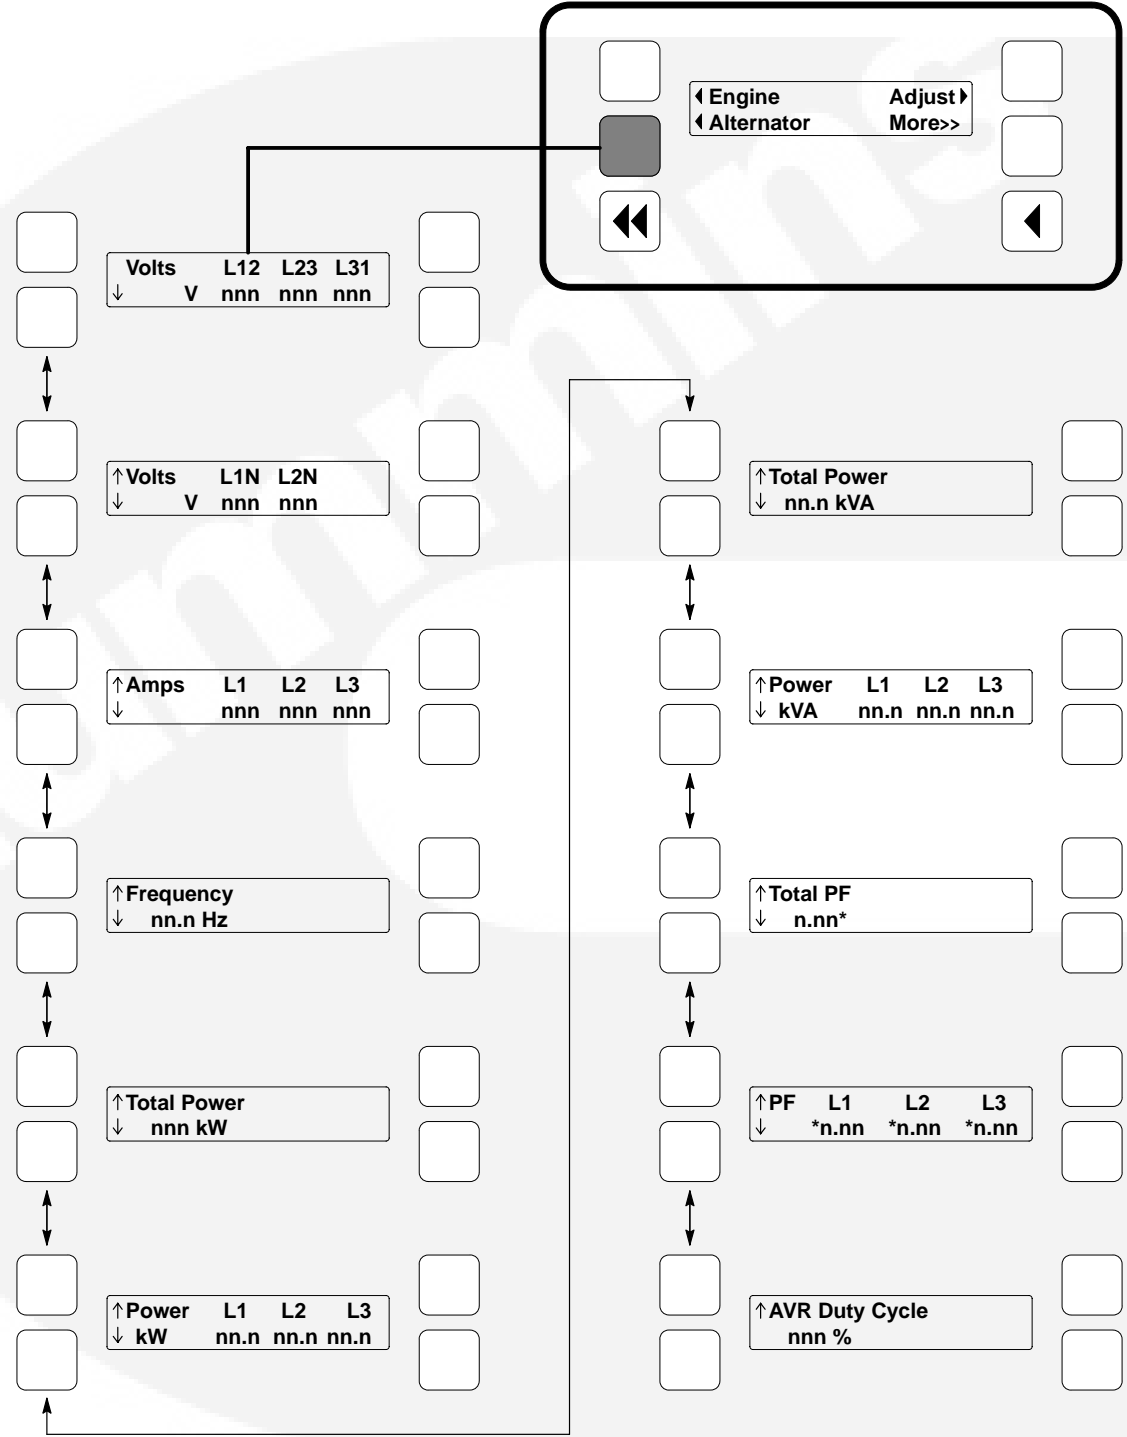 ◀ Engine Adjust ▶
◀ Alternator More>>
Volts L12 L23 L31
↓ V nnn nnn nnn
↑ Volts L1N L2N
↓ V nnn nnn
↑ Amps L1 L2 L3
↓ nnn nnn nnn
↑ Frequency
↓ nn.n Hz
↑ Total Power
↓ nnn kW
↑ Power L1 L2 L3
↓ kW nn.n nn.n nn.n
↑ Total Power
↓ nn.n kVA
↑ Power L1 L2 L3
↓ kVA nn.n nn.n nn.n
↑ Total PF
↓ n.nn*
↑ PF L1 L2 L3
↓ *n.nn *n.nn *n.nn
↑ AVR Duty Cycle
nnn %